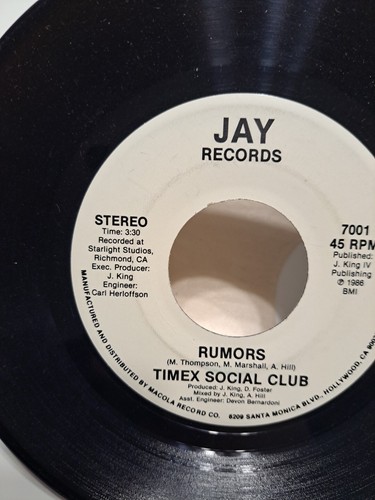 JAY
RECORDS
STEREO
Time: 3:30
Recorded at
Starlight Studios,
Richmond, CA
Exec. Producer:
J. King
Engineer:
Carl Herloffson
7001
45 RPM
Published:
J. King IV
Publishing
℗ 1986
BMI
RUMORS
(M. Thompson, M. Marshall, A. Hill)
TIMEX SOCIAL CLUB
Produced: J. King, D. Foster
Mixed by J. King, A. Hill
Asst. Engineer: Devon Bernardoni
MANUFACTURED AND DISTRIBUTED BY MACOLA RECORD CO. 6209 SANTA MONICA BLVD., HOLLYWOOD, CA